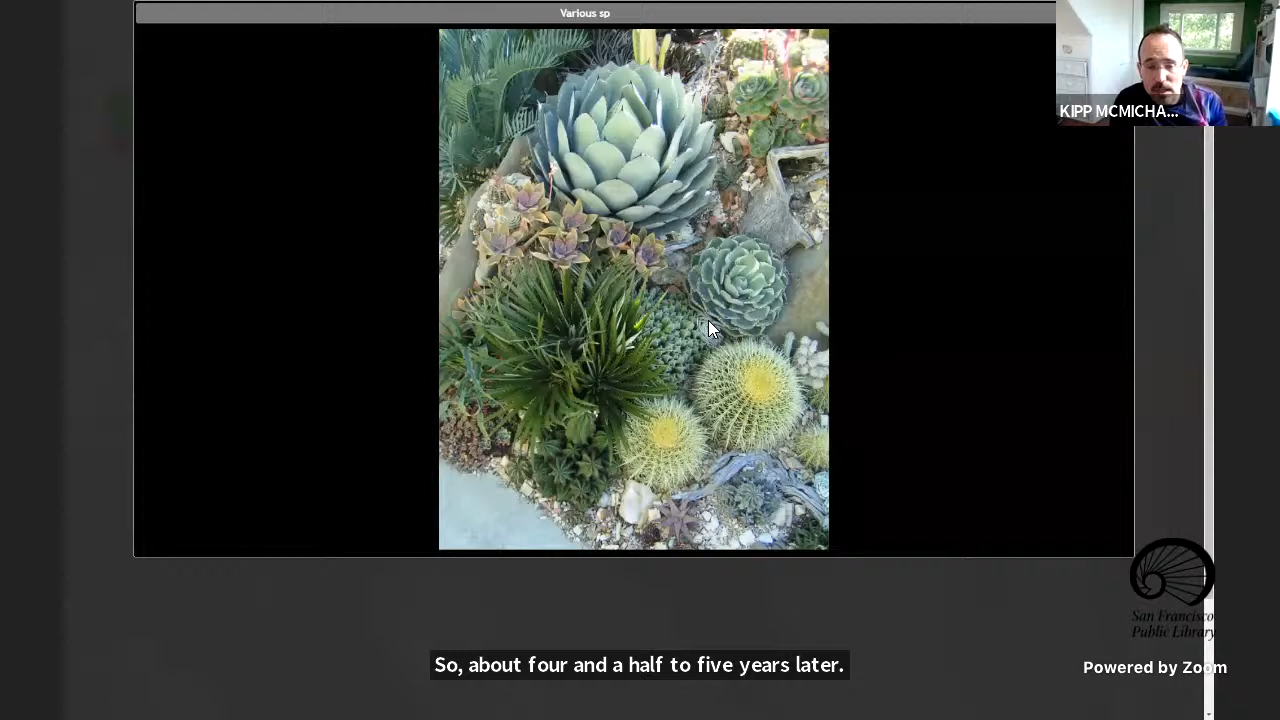 Various sp
KIPP MCMICHA...
San Francisco
Public Library
So, about four and a half to five years later.
Powered by Zoom